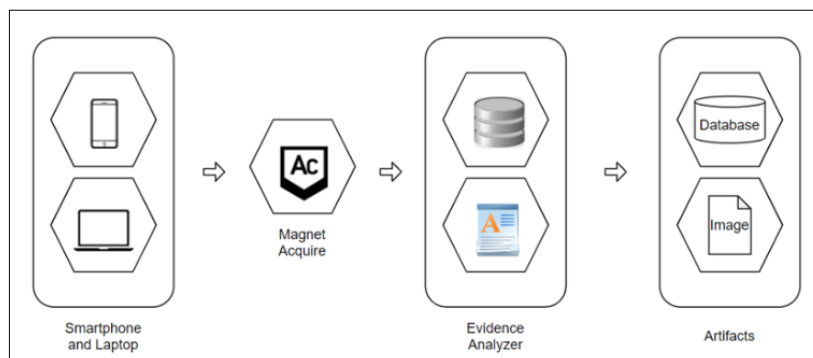 Ac
A
Database
Image
Magnet
Acquire
Smartphone
and Laptop
Evidence
Analyzer
Artifacts